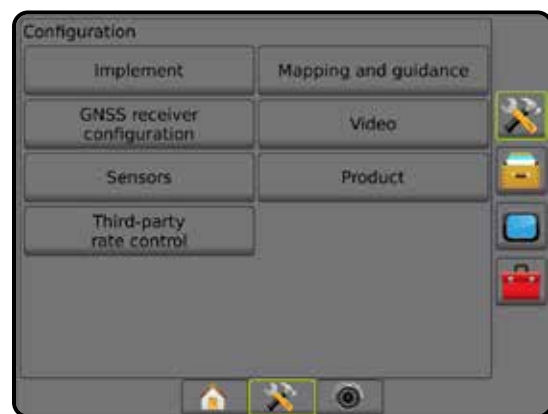 Configuration
Implement
Mapping and guidance
GNSS receiver
configuration
Video
Sensors
Product
Third-party
rate control